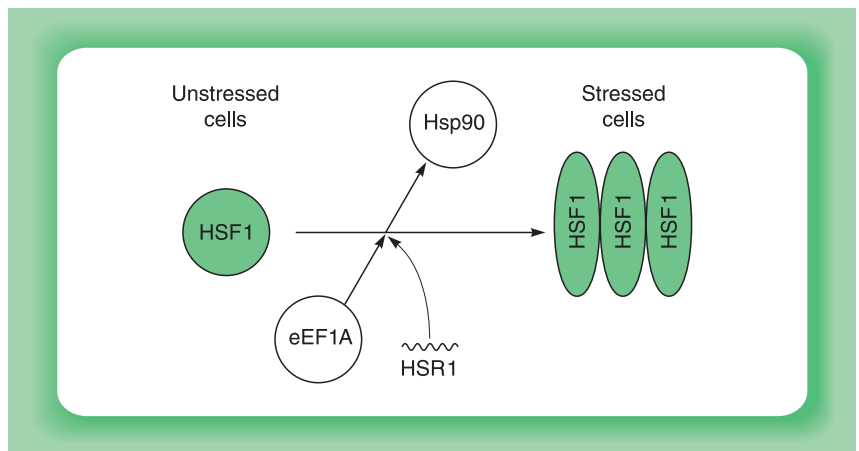 Unstressed
cells
Hsp90
Stressed
cells
HSF1
HSF1
HSF1
HSF1
eEF1A
HSR1